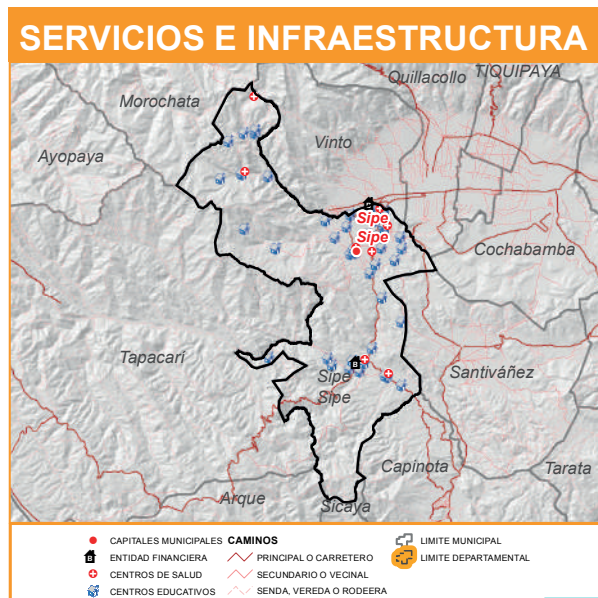 SERVICIOS E INFRAESTRUCTURA
Quillacollo
TIQUIPAYA
Morochata
Vinto
Ayopaya
Sipe
Sipe
Cochabamba
Tapacarí
Sipe
Sipe
Santiváñez
Capinota
Tarata
Arque
Sicaya
CAPITALES MUNICIPALES
B ENTIDAD FINANCIERA
CENTROS DE SALUD
CENTROS EDUCATIVOS
CAMINOS
PRINCIPAL O CARRETERO
SECUNDARIO O VECINAL
SENDA, VEREDA O RODEERA
LIMITE MUNICIPAL
LIMITE DEPARTAMENTAL